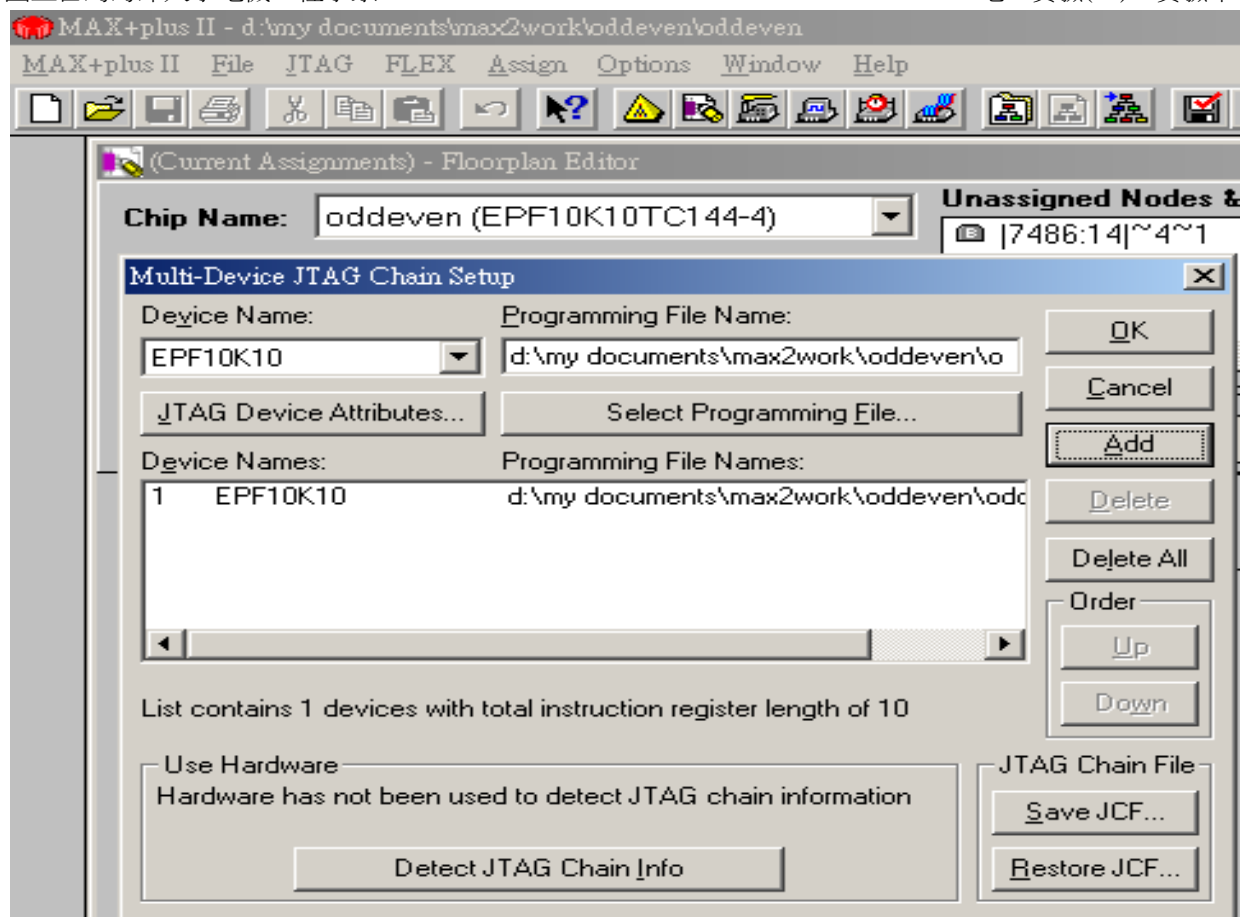 MAX+plus II - d:\my documents\max2work\oddeven\oddeven
MAX+plus II File JTAG FLEX Assign Options Window Help
(Current Assignments) - Floorplan Editor
Chip Name: oddeven (EPF10K10TC144-4)
Unassigned Nodes &
|7486:14|~4~1
Multi-Device JTAG Chain Setup
Device Name: Programming File Name:
EPF10K10 d:\my documents\max2work\oddeven\o
JTAG Device Attributes... Select Programming File...
Device Names: Programming File Names:
1 EPF10K10 d:\my documents\max2work\oddeven\odd
OK
Cancel
Add
Delete
Delete All
Order
Up
Down
List contains 1 devices with total instruction register length of 10
Use Hardware
Hardware has not been used to detect JTAG chain information
Detect JTAG Chain Info
JTAG Chain File
Save JCF...
Restore JCF...